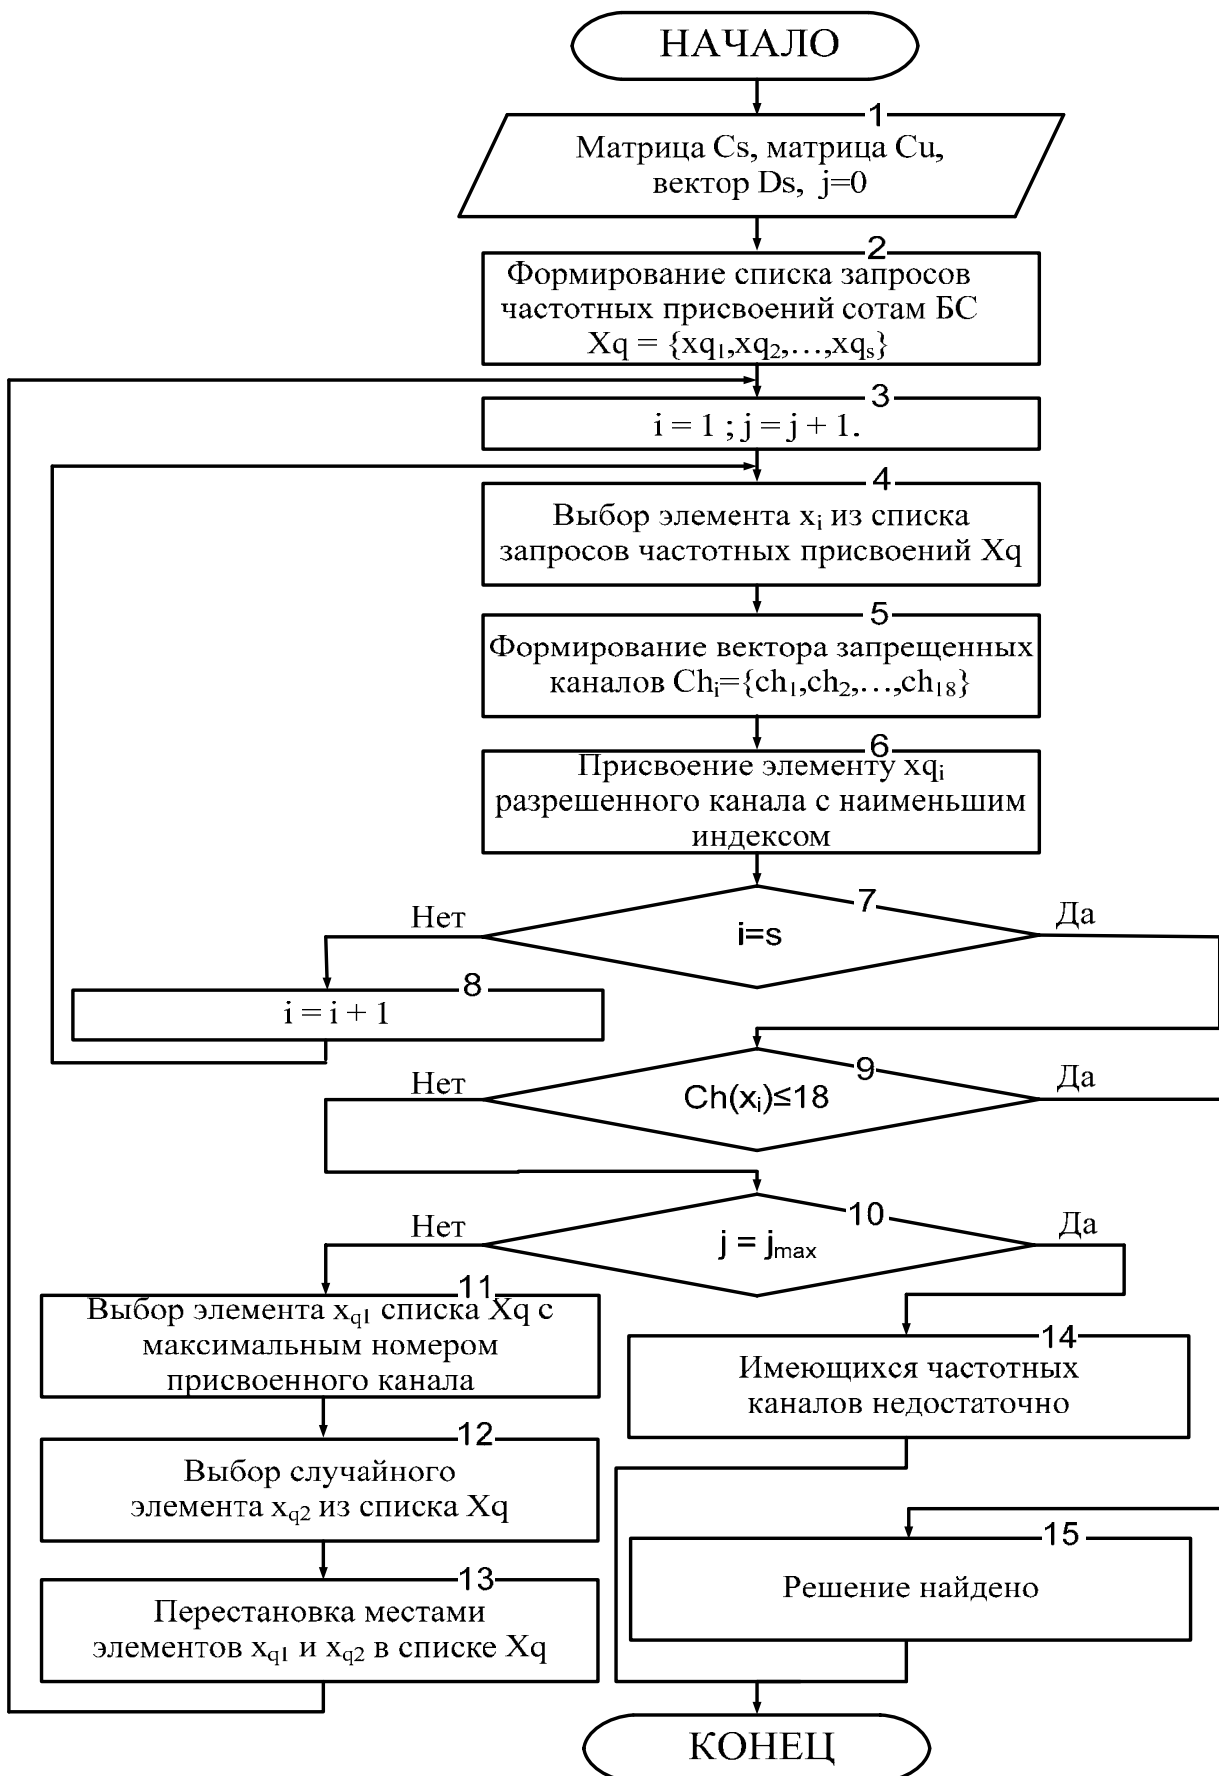 НАЧАЛО
1
Матрица Cs, матрица Cu,
вектор Ds, j=0
2
Формирование списка запросов
частотных присвоений сотам БС
Xq = {xq₁,xq₂,…,xqₛ}
3
i = 1 ; j = j + 1.
4
Выбор элемента xᵢ из списка
запросов частотных присвоений Xq
5
Формирование вектора запрещенных
каналов Chᵢ={ch₁,ch₂,…,ch₁₈}
6
Присвоение элементу xqᵢ
разрешенного канала с наименьшим
индексом
7
Нет
i=s
Да
8
i = i + 1
9
Нет
Ch(xᵢ)≤18
Да
10
Нет
j = jmax
Да
11
Выбор элемента xq1 списка Xq с
максимальным номером
присвоенного канала
14
Имеющихся частотных
каналов недостаточно
12
Выбор случайного
элемента xq2 из списка Xq
15
Решение найдено
13
Перестановка местами
элементов xq1 и xq2 в списке Xq
КОНЕЦ